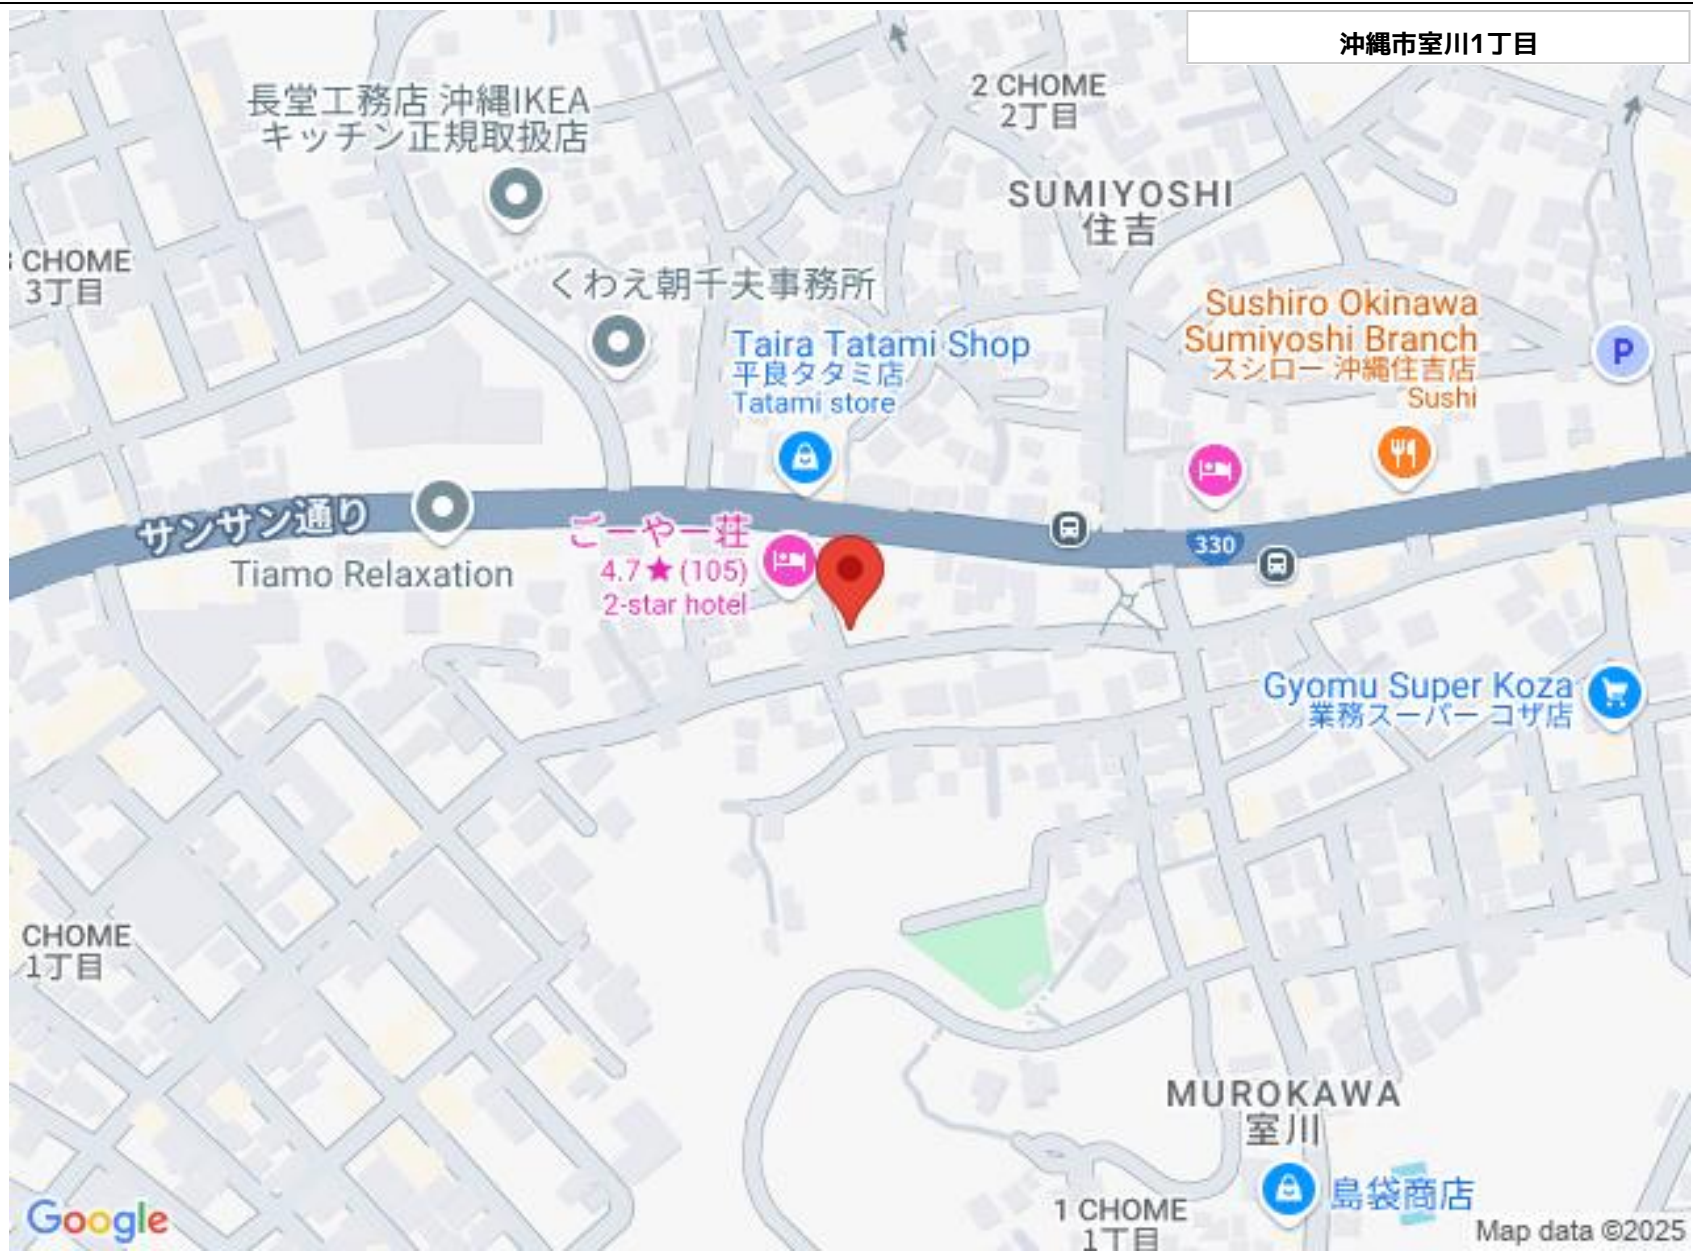 沖縄市室川1丁目
長堂工務店 沖縄IKEA
キッチン正規取扱店
2 CHOME
2丁目
SUMIYOSHI
住吉
CHOME
3丁目
くわえ朝千夫事務所
Taira Tatami Shop
平良タタミ店
Tatami store
Sushiro Okinawa
Sumiyoshi Branch
スシロー 沖縄住吉店
Sushi
P
サンサン通り
Tiamo Relaxation
ごーやー荘
4.7★(105)
2-star hotel
330
Gyomu Super Koza
業務スーパー コザ店
CHOME
1丁目
MUROKAWA
室川
島袋商店
1 CHOME
1丁目
Google
Map data ©2025